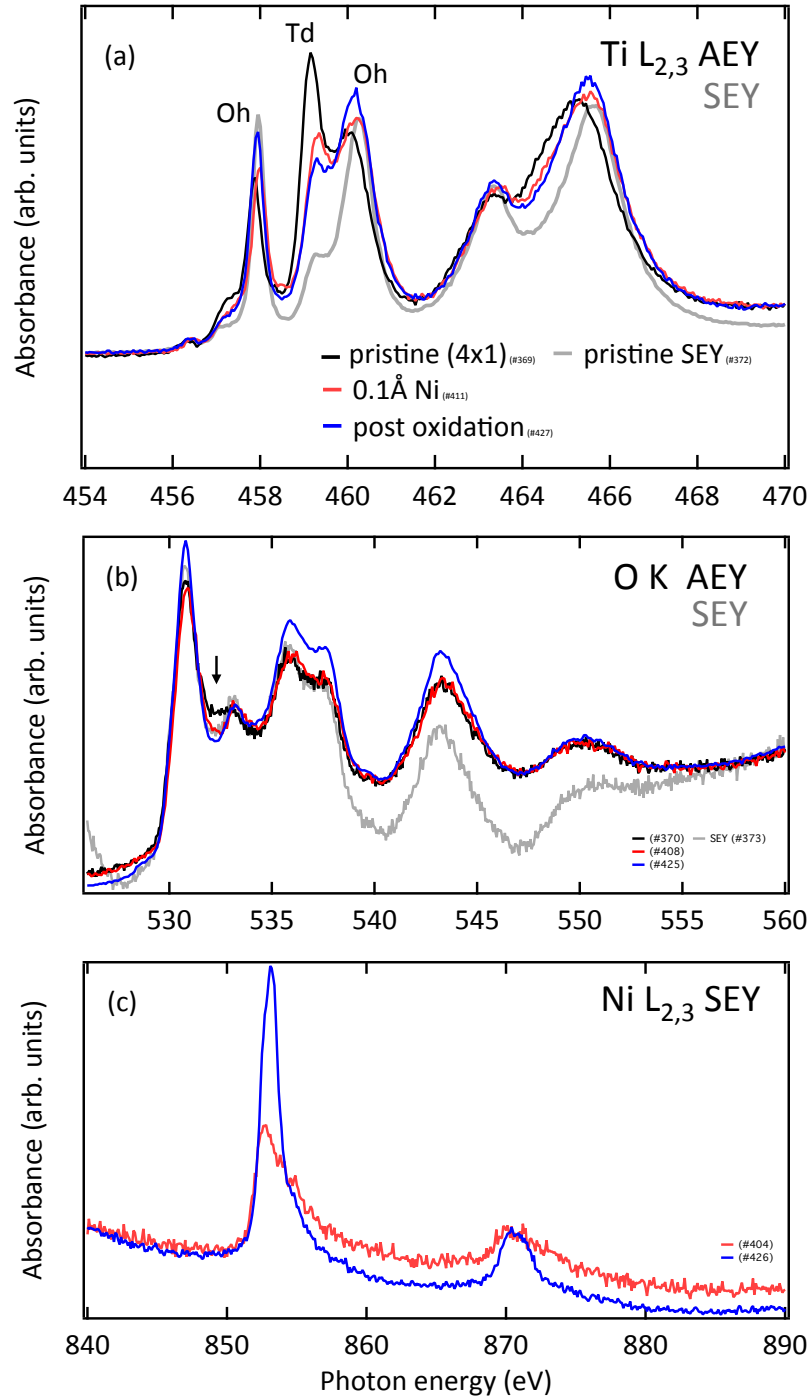 (a)
Td
Oh
Oh
Ti L2,3 AEY
SEY
Absorbance (arb. units)
pristine (4x1) (#369)
pristine SEY (#372)
0.1Å Ni (#411)
post oxidation (#427)
454 456 458 460 462 464 466 468 470
(b)
O K AEY
SEY
Absorbance (arb. units)
(#370)
SEY (#373)
(#408)
(#425)
530 535 540 545 550 555 560
(c)
Ni L2,3 SEY
Absorbance (arb. units)
(#404)
(#426)
840 850 860 870 880 890
Photon energy (eV)